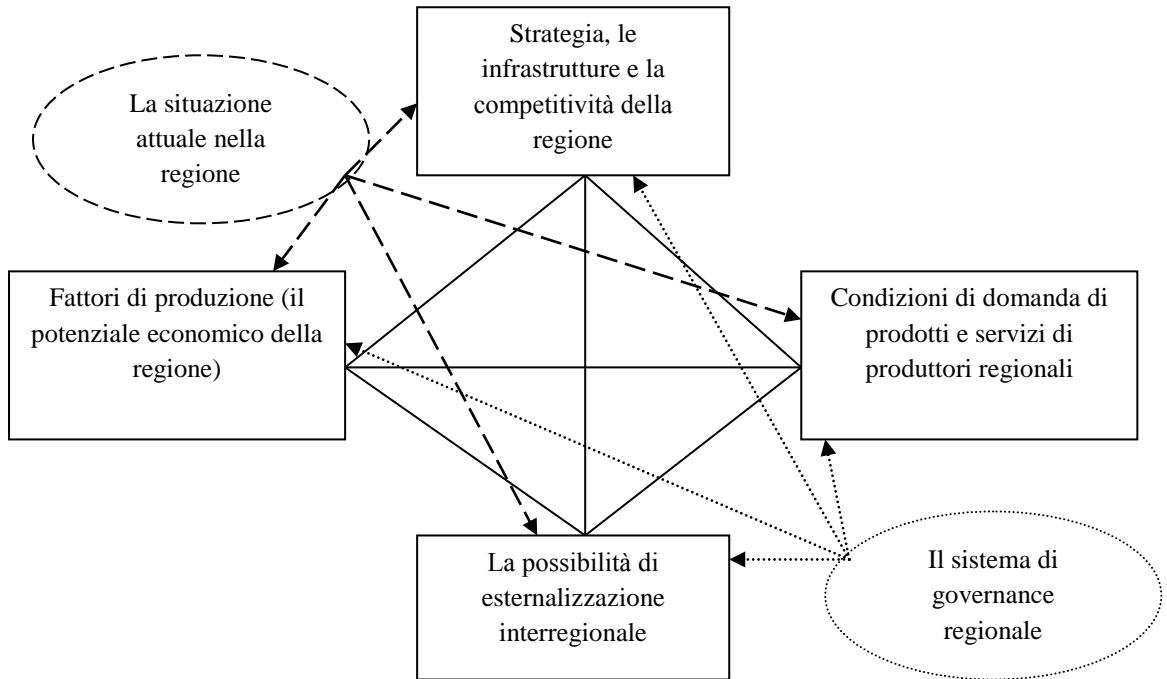 Strategia, le
infrastrutture e la
competitività della
regione
La situazione
attuale nella
regione
Fattori di produzione (il
potenziale economico della
regione)
Condizioni di domanda di
prodotti e servizi di
produttori regionali
La possibilità di
esternalizzazione
interregionale
Il sistema di
governance
regionale